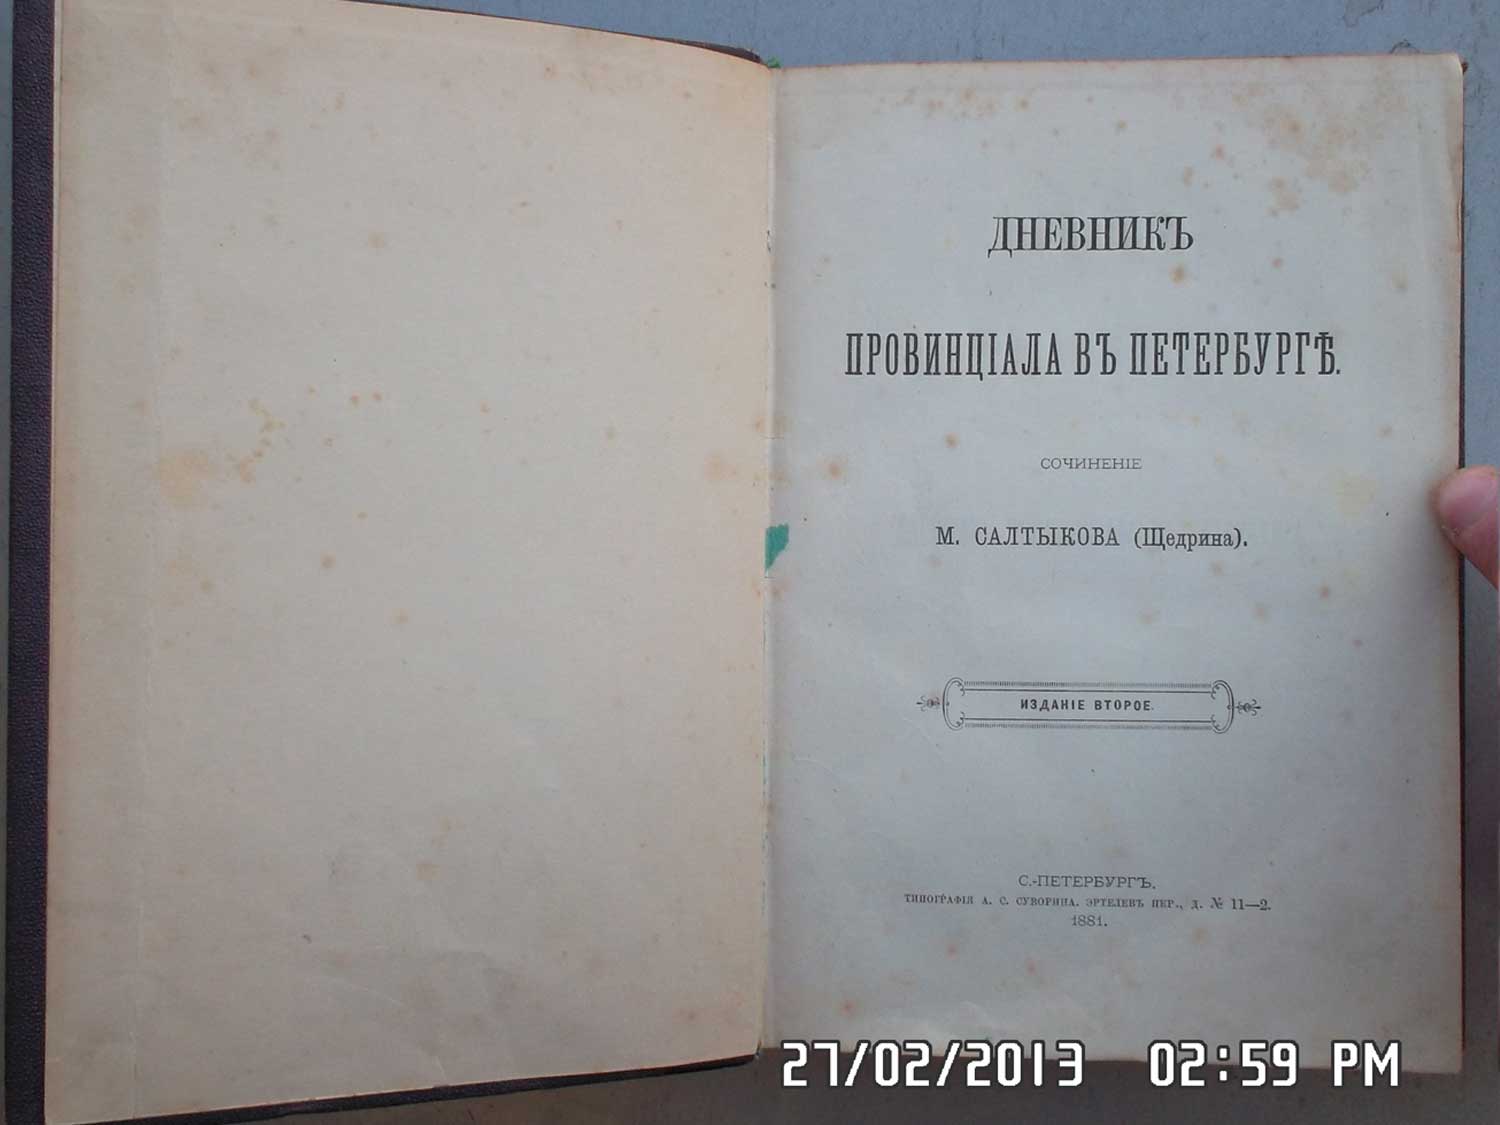 ДНЕВНИКЪ
ПРОВИНЦІАЛА ВЪ ПЕТЕРБУРГѢ.
СОЧИНЕНІЕ
М. САЛТЫКОВА (Щедрина).
ИЗДАНІЕ ВТОРОЕ.
С.-ПЕТЕРБУРГЪ.
ТИПОГРАФІЯ А. С. СУВОРИНА. ЭРТЕЛЕВЪ ПЕР., Д. № 11—2.
1881.
27/02/2013 02:59 PM